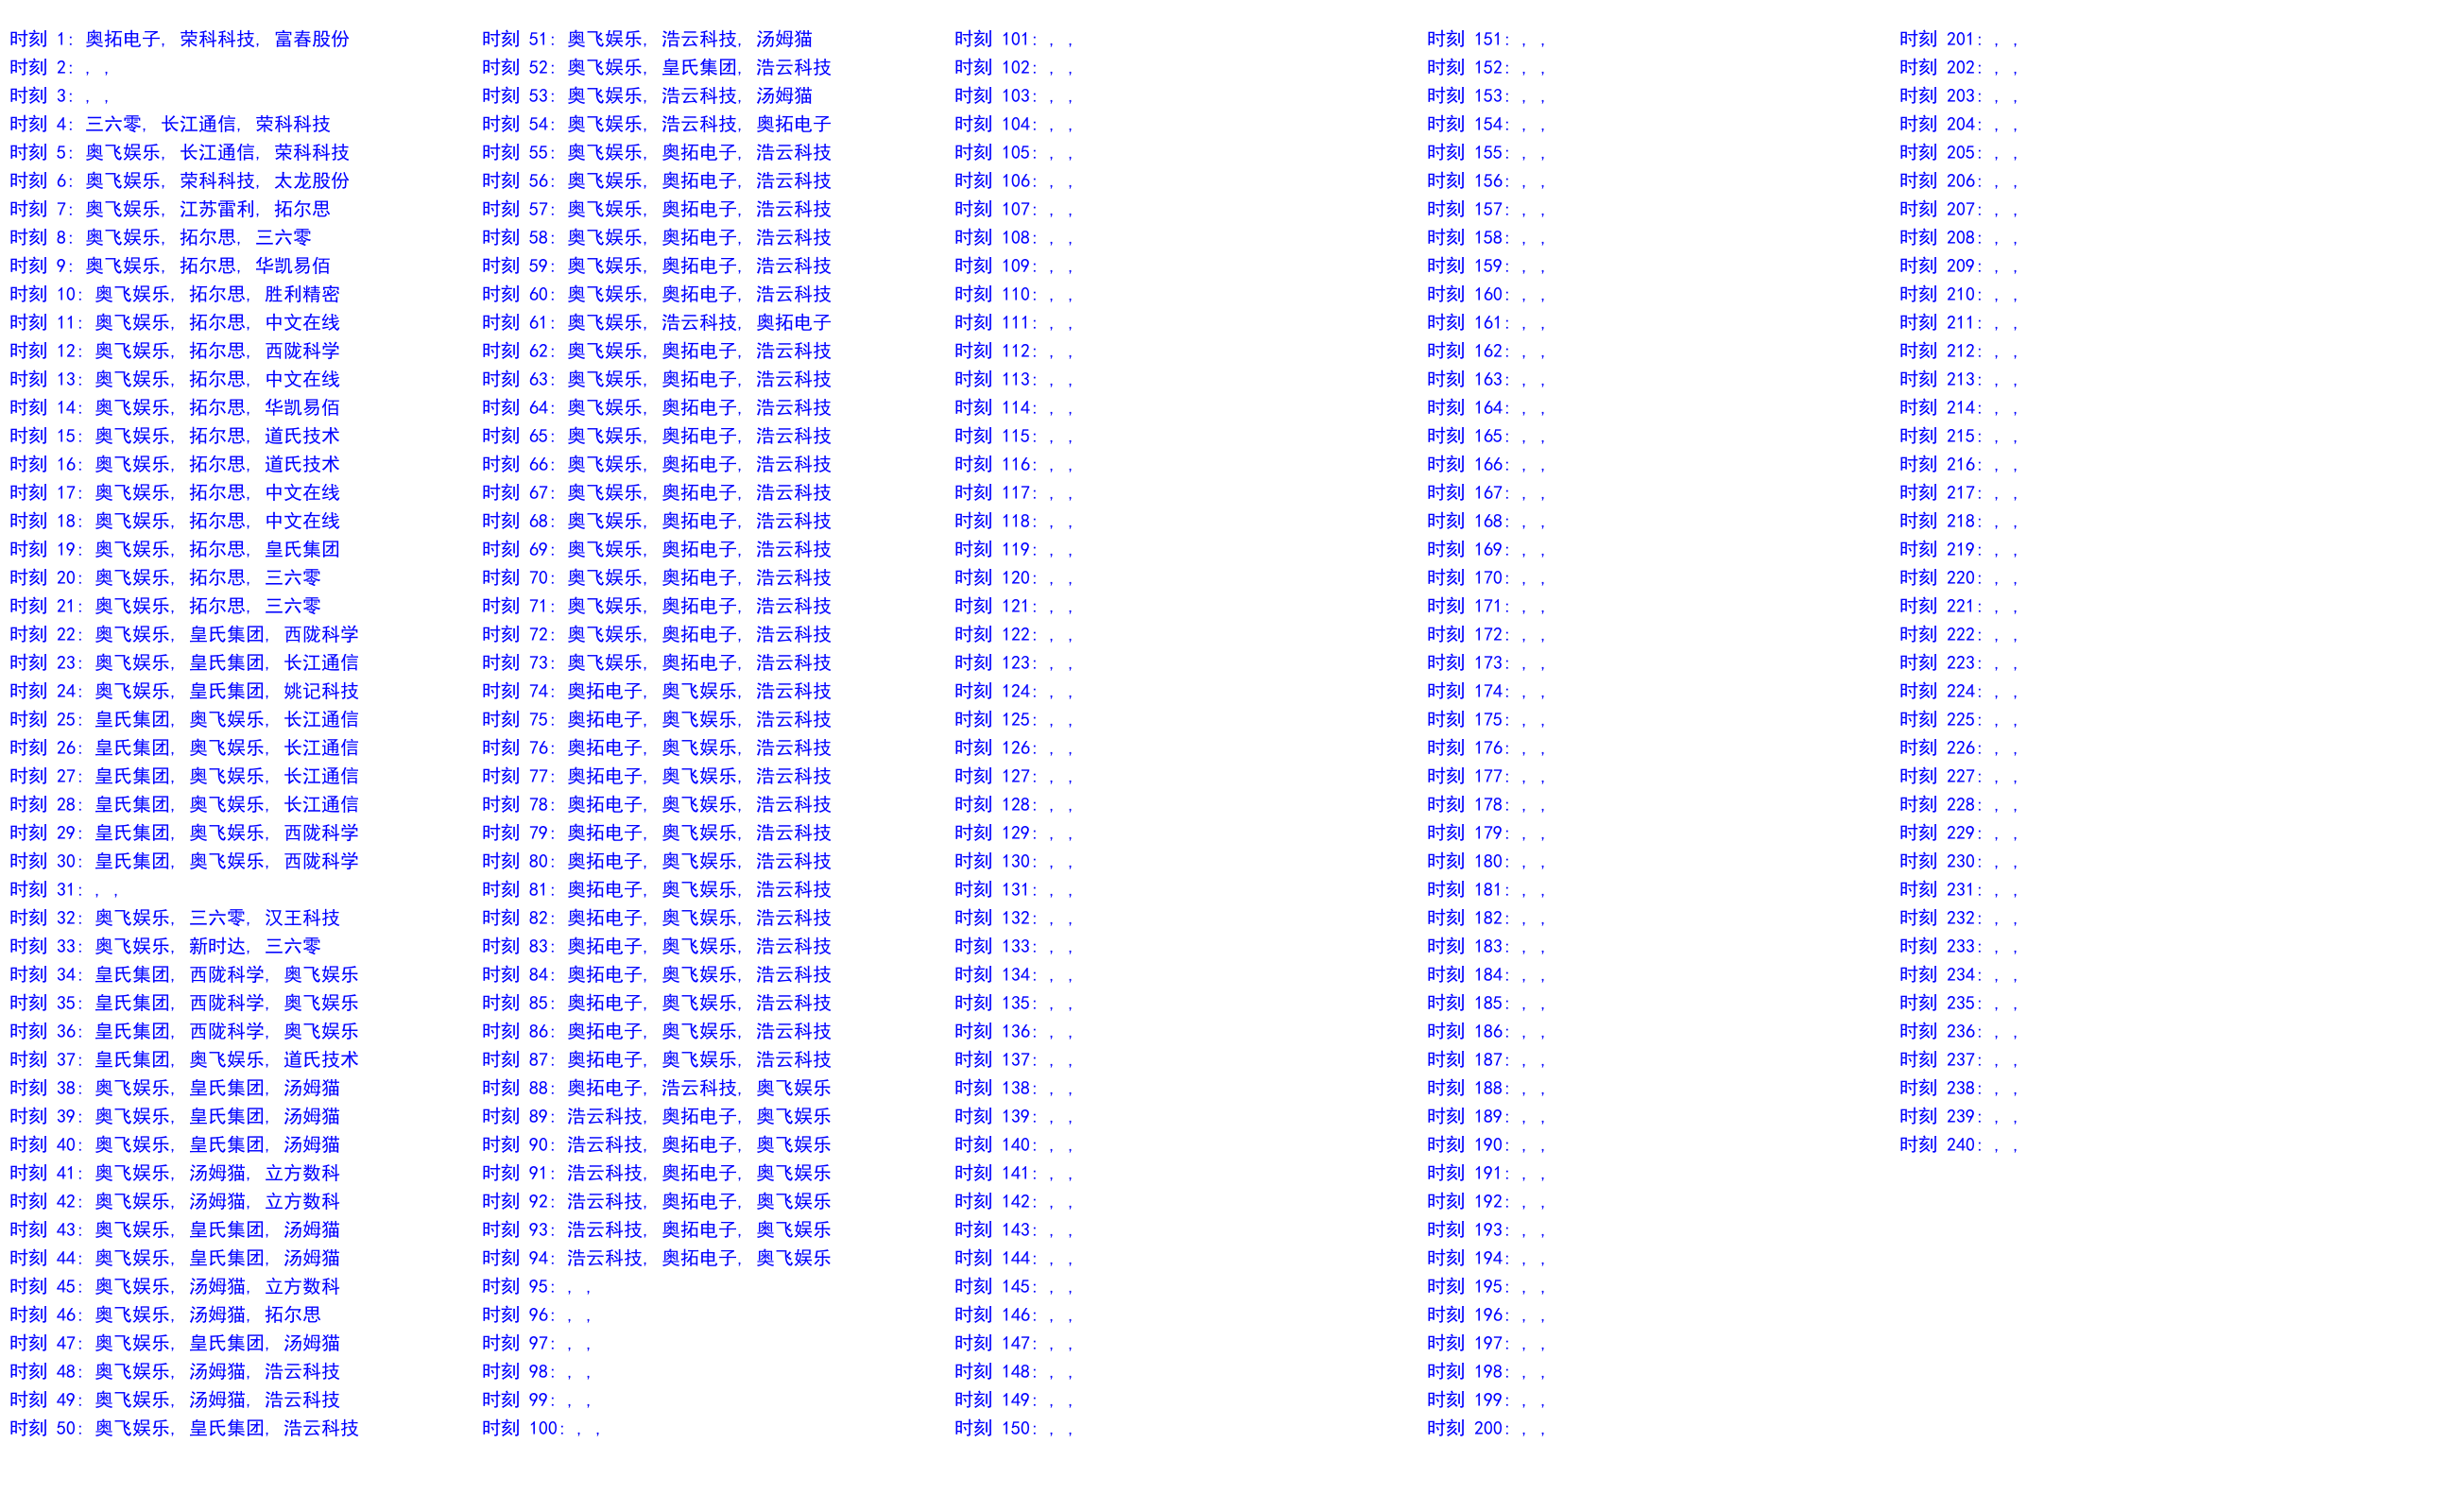 时刻 1: 奥拓电子, 荣科科技, 富春股份
时刻 2: , ,
时刻 3: , ,
时刻 4: 三六零, 长江通信, 荣科科技
时刻 5: 奥飞娱乐, 长江通信, 荣科科技
时刻 6: 奥飞娱乐, 荣科科技, 太龙股份
时刻 7: 奥飞娱乐, 江苏雷利, 拓尔思
时刻 8: 奥飞娱乐, 拓尔思, 三六零
时刻 9: 奥飞娱乐, 拓尔思, 华凯易佰
时刻 10: 奥飞娱乐, 拓尔思, 胜利精密
时刻 11: 奥飞娱乐, 拓尔思, 中文在线
时刻 12: 奥飞娱乐, 拓尔思, 西陇科学
时刻 13: 奥飞娱乐, 拓尔思, 中文在线
时刻 14: 奥飞娱乐, 拓尔思, 华凯易佰
时刻 15: 奥飞娱乐, 拓尔思, 道氏技术
时刻 16: 奥飞娱乐, 拓尔思, 道氏技术
时刻 17: 奥飞娱乐, 拓尔思, 中文在线
时刻 18: 奥飞娱乐, 拓尔思, 中文在线
时刻 19: 奥飞娱乐, 拓尔思, 皇氏集团
时刻 20: 奥飞娱乐, 拓尔思, 三六零
时刻 21: 奥飞娱乐, 拓尔思, 三六零
时刻 22: 奥飞娱乐, 皇氏集团, 西陇科学
时刻 23: 奥飞娱乐, 皇氏集团, 长江通信
时刻 24: 奥飞娱乐, 皇氏集团, 姚记科技
时刻 25: 皇氏集团, 奥飞娱乐, 长江通信
时刻 26: 皇氏集团, 奥飞娱乐, 长江通信
时刻 27: 皇氏集团, 奥飞娱乐, 长江通信
时刻 28: 皇氏集团, 奥飞娱乐, 长江通信
时刻 29: 皇氏集团, 奥飞娱乐, 西陇科学
时刻 30: 皇氏集团, 奥飞娱乐, 西陇科学
时刻 31: , ,
时刻 32: 奥飞娱乐, 三六零, 汉王科技
时刻 33: 奥飞娱乐, 新时达, 三六零
时刻 34: 皇氏集团, 西陇科学, 奥飞娱乐
时刻 35: 皇氏集团, 西陇科学, 奥飞娱乐
时刻 36: 皇氏集团, 西陇科学, 奥飞娱乐
时刻 37: 皇氏集团, 奥飞娱乐, 道氏技术
时刻 38: 奥飞娱乐, 皇氏集团, 汤姆猫
时刻 39: 奥飞娱乐, 皇氏集团, 汤姆猫
时刻 40: 奥飞娱乐, 皇氏集团, 汤姆猫
时刻 41: 奥飞娱乐, 汤姆猫, 立方数科
时刻 42: 奥飞娱乐, 汤姆猫, 立方数科
时刻 43: 奥飞娱乐, 皇氏集团, 汤姆猫
时刻 44: 奥飞娱乐, 皇氏集团, 汤姆猫
时刻 45: 奥飞娱乐, 汤姆猫, 立方数科
时刻 46: 奥飞娱乐, 汤姆猫, 拓尔思
时刻 47: 奥飞娱乐, 皇氏集团, 汤姆猫
时刻 48: 奥飞娱乐, 汤姆猫, 浩云科技
时刻 49: 奥飞娱乐, 汤姆猫, 浩云科技
时刻 50: 奥飞娱乐, 皇氏集团, 浩云科技
时刻 51: 奥飞娱乐, 浩云科技, 汤姆猫
时刻 52: 奥飞娱乐, 皇氏集团, 浩云科技
时刻 53: 奥飞娱乐, 浩云科技, 汤姆猫
时刻 54: 奥飞娱乐, 浩云科技, 奥拓电子
时刻 55: 奥飞娱乐, 奥拓电子, 浩云科技
时刻 56: 奥飞娱乐, 奥拓电子, 浩云科技
时刻 57: 奥飞娱乐, 奥拓电子, 浩云科技
时刻 58: 奥飞娱乐, 奥拓电子, 浩云科技
时刻 59: 奥飞娱乐, 奥拓电子, 浩云科技
时刻 60: 奥飞娱乐, 奥拓电子, 浩云科技
时刻 61: 奥飞娱乐, 浩云科技, 奥拓电子
时刻 62: 奥飞娱乐, 奥拓电子, 浩云科技
时刻 63: 奥飞娱乐, 奥拓电子, 浩云科技
时刻 64: 奥飞娱乐, 奥拓电子, 浩云科技
时刻 65: 奥飞娱乐, 奥拓电子, 浩云科技
时刻 66: 奥飞娱乐, 奥拓电子, 浩云科技
时刻 67: 奥飞娱乐, 奥拓电子, 浩云科技
时刻 68: 奥飞娱乐, 奥拓电子, 浩云科技
时刻 69: 奥飞娱乐, 奥拓电子, 浩云科技
时刻 70: 奥飞娱乐, 奥拓电子, 浩云科技
时刻 71: 奥飞娱乐, 奥拓电子, 浩云科技
时刻 72: 奥飞娱乐, 奥拓电子, 浩云科技
时刻 73: 奥飞娱乐, 奥拓电子, 浩云科技
时刻 74: 奥拓电子, 奥飞娱乐, 浩云科技
时刻 75: 奥拓电子, 奥飞娱乐, 浩云科技
时刻 76: 奥拓电子, 奥飞娱乐, 浩云科技
时刻 77: 奥拓电子, 奥飞娱乐, 浩云科技
时刻 78: 奥拓电子, 奥飞娱乐, 浩云科技
时刻 79: 奥拓电子, 奥飞娱乐, 浩云科技
时刻 80: 奥拓电子, 奥飞娱乐, 浩云科技
时刻 81: 奥拓电子, 奥飞娱乐, 浩云科技
时刻 82: 奥拓电子, 奥飞娱乐, 浩云科技
时刻 83: 奥拓电子, 奥飞娱乐, 浩云科技
时刻 84: 奥拓电子, 奥飞娱乐, 浩云科技
时刻 85: 奥拓电子, 奥飞娱乐, 浩云科技
时刻 86: 奥拓电子, 奥飞娱乐, 浩云科技
时刻 87: 奥拓电子, 奥飞娱乐, 浩云科技
时刻 88: 奥拓电子, 浩云科技, 奥飞娱乐
时刻 89: 浩云科技, 奥拓电子, 奥飞娱乐
时刻 90: 浩云科技, 奥拓电子, 奥飞娱乐
时刻 91: 浩云科技, 奥拓电子, 奥飞娱乐
时刻 92: 浩云科技, 奥拓电子, 奥飞娱乐
时刻 93: 浩云科技, 奥拓电子, 奥飞娱乐
时刻 94: 浩云科技, 奥拓电子, 奥飞娱乐
时刻 95: , ,
时刻 96: , ,
时刻 97: , ,
时刻 98: , ,
时刻 99: , ,
时刻 100: , ,
时刻 101: , ,
时刻 102: , ,
时刻 103: , ,
时刻 104: , ,
时刻 105: , ,
时刻 106: , ,
时刻 107: , ,
时刻 108: , ,
时刻 109: , ,
时刻 110: , ,
时刻 111: , ,
时刻 112: , ,
时刻 113: , ,
时刻 114: , ,
时刻 115: , ,
时刻 116: , ,
时刻 117: , ,
时刻 118: , ,
时刻 119: , ,
时刻 120: , ,
时刻 121: , ,
时刻 122: , ,
时刻 123: , ,
时刻 124: , ,
时刻 125: , ,
时刻 126: , ,
时刻 127: , ,
时刻 128: , ,
时刻 129: , ,
时刻 130: , ,
时刻 131: , ,
时刻 132: , ,
时刻 133: , ,
时刻 134: , ,
时刻 135: , ,
时刻 136: , ,
时刻 137: , ,
时刻 138: , ,
时刻 139: , ,
时刻 140: , ,
时刻 141: , ,
时刻 142: , ,
时刻 143: , ,
时刻 144: , ,
时刻 145: , ,
时刻 146: , ,
时刻 147: , ,
时刻 148: , ,
时刻 149: , ,
时刻 150: , ,
时刻 151: , ,
时刻 152: , ,
时刻 153: , ,
时刻 154: , ,
时刻 155: , ,
时刻 156: , ,
时刻 157: , ,
时刻 158: , ,
时刻 159: , ,
时刻 160: , ,
时刻 161: , ,
时刻 162: , ,
时刻 163: , ,
时刻 164: , ,
时刻 165: , ,
时刻 166: , ,
时刻 167: , ,
时刻 168: , ,
时刻 169: , ,
时刻 170: , ,
时刻 171: , ,
时刻 172: , ,
时刻 173: , ,
时刻 174: , ,
时刻 175: , ,
时刻 176: , ,
时刻 177: , ,
时刻 178: , ,
时刻 179: , ,
时刻 180: , ,
时刻 181: , ,
时刻 182: , ,
时刻 183: , ,
时刻 184: , ,
时刻 185: , ,
时刻 186: , ,
时刻 187: , ,
时刻 188: , ,
时刻 189: , ,
时刻 190: , ,
时刻 191: , ,
时刻 192: , ,
时刻 193: , ,
时刻 194: , ,
时刻 195: , ,
时刻 196: , ,
时刻 197: , ,
时刻 198: , ,
时刻 199: , ,
时刻 200: , ,
时刻 201: , ,
时刻 202: , ,
时刻 203: , ,
时刻 204: , ,
时刻 205: , ,
时刻 206: , ,
时刻 207: , ,
时刻 208: , ,
时刻 209: , ,
时刻 210: , ,
时刻 211: , ,
时刻 212: , ,
时刻 213: , ,
时刻 214: , ,
时刻 215: , ,
时刻 216: , ,
时刻 217: , ,
时刻 218: , ,
时刻 219: , ,
时刻 220: , ,
时刻 221: , ,
时刻 222: , ,
时刻 223: , ,
时刻 224: , ,
时刻 225: , ,
时刻 226: , ,
时刻 227: , ,
时刻 228: , ,
时刻 229: , ,
时刻 230: , ,
时刻 231: , ,
时刻 232: , ,
时刻 233: , ,
时刻 234: , ,
时刻 235: , ,
时刻 236: , ,
时刻 237: , ,
时刻 238: , ,
时刻 239: , ,
时刻 240: , ,